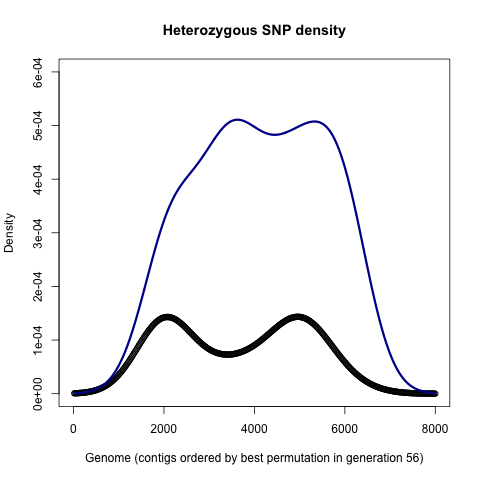 Heterozygous SNP density
6e-04
5e-04
4e-04
3e-04
2e-04
1e-04
0e+00
Density
0 2000 4000 6000 8000
Genome (contigs ordered by best permutation in generation 56)